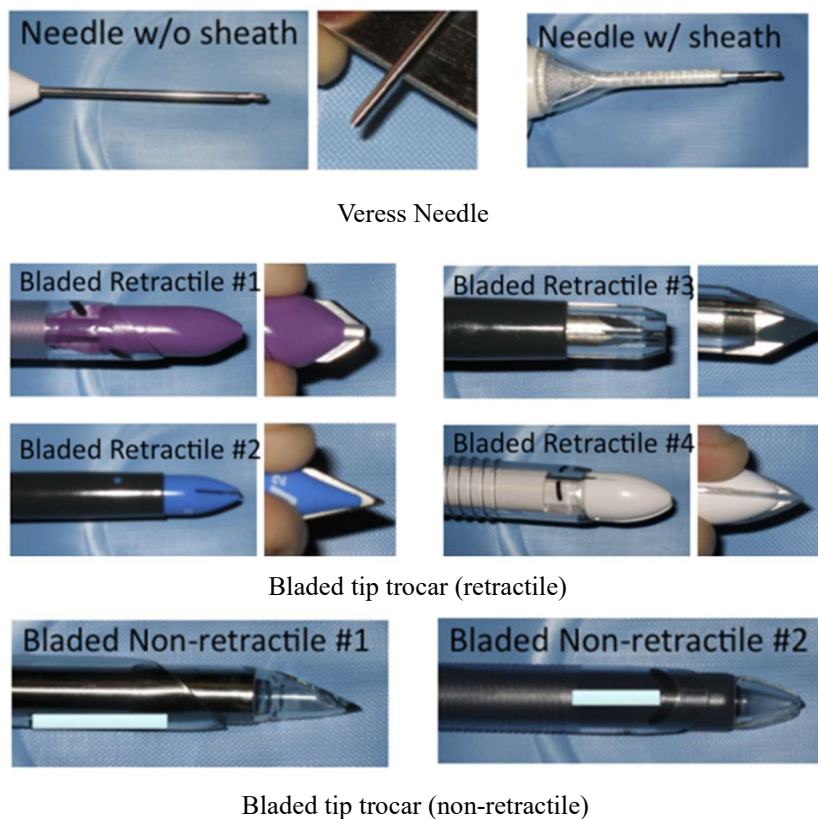 Needle w/o sheath
Needle w/ sheath
Veress Needle
Bladed Retractile #1
Bladed Retractile #3
Bladed Retractile #2
Bladed Retractile #4
Bladed tip trocar (retractile)
Bladed Non-retractile #1
Bladed Non-retractile #2
Bladed tip trocar (non-retractile)